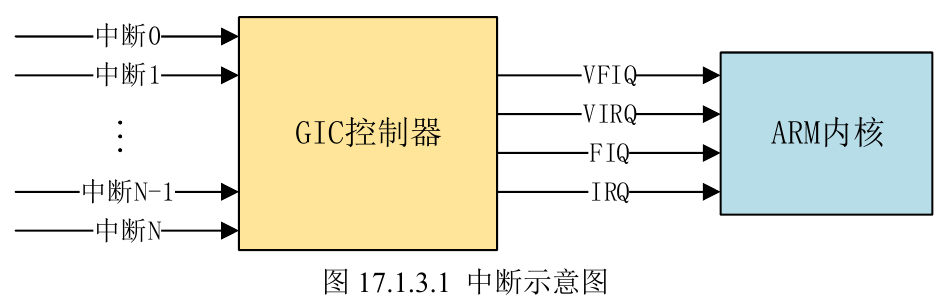 中断0
中断1
⋮
中断N-1
中断N
GIC控制器
VFIQ
VIRQ
FIQ
IRQ
ARM内核
图 17.1.3.1 中断示意图